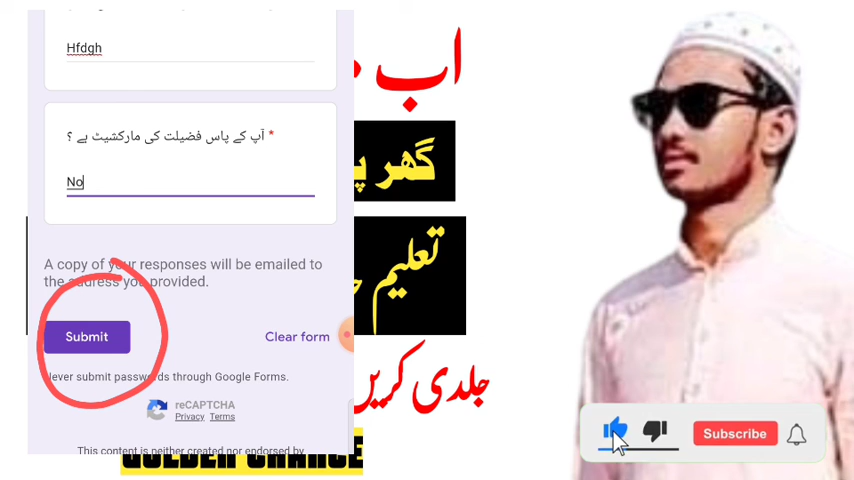 Hfdgh
آپ کے پاس فضیلت کی مارکشیٹ ہے ؟ *
No
A copy of your responses will be emailed to
the address you provided.
Submit
Clear form
Never submit passwords through Google Forms.
reCAPTCHA
Privacy Terms
This content is neither created nor endorsed by
اب
گھر
تعلیم
جلدی کریں
GOLDEN CHANCE
Subscribe